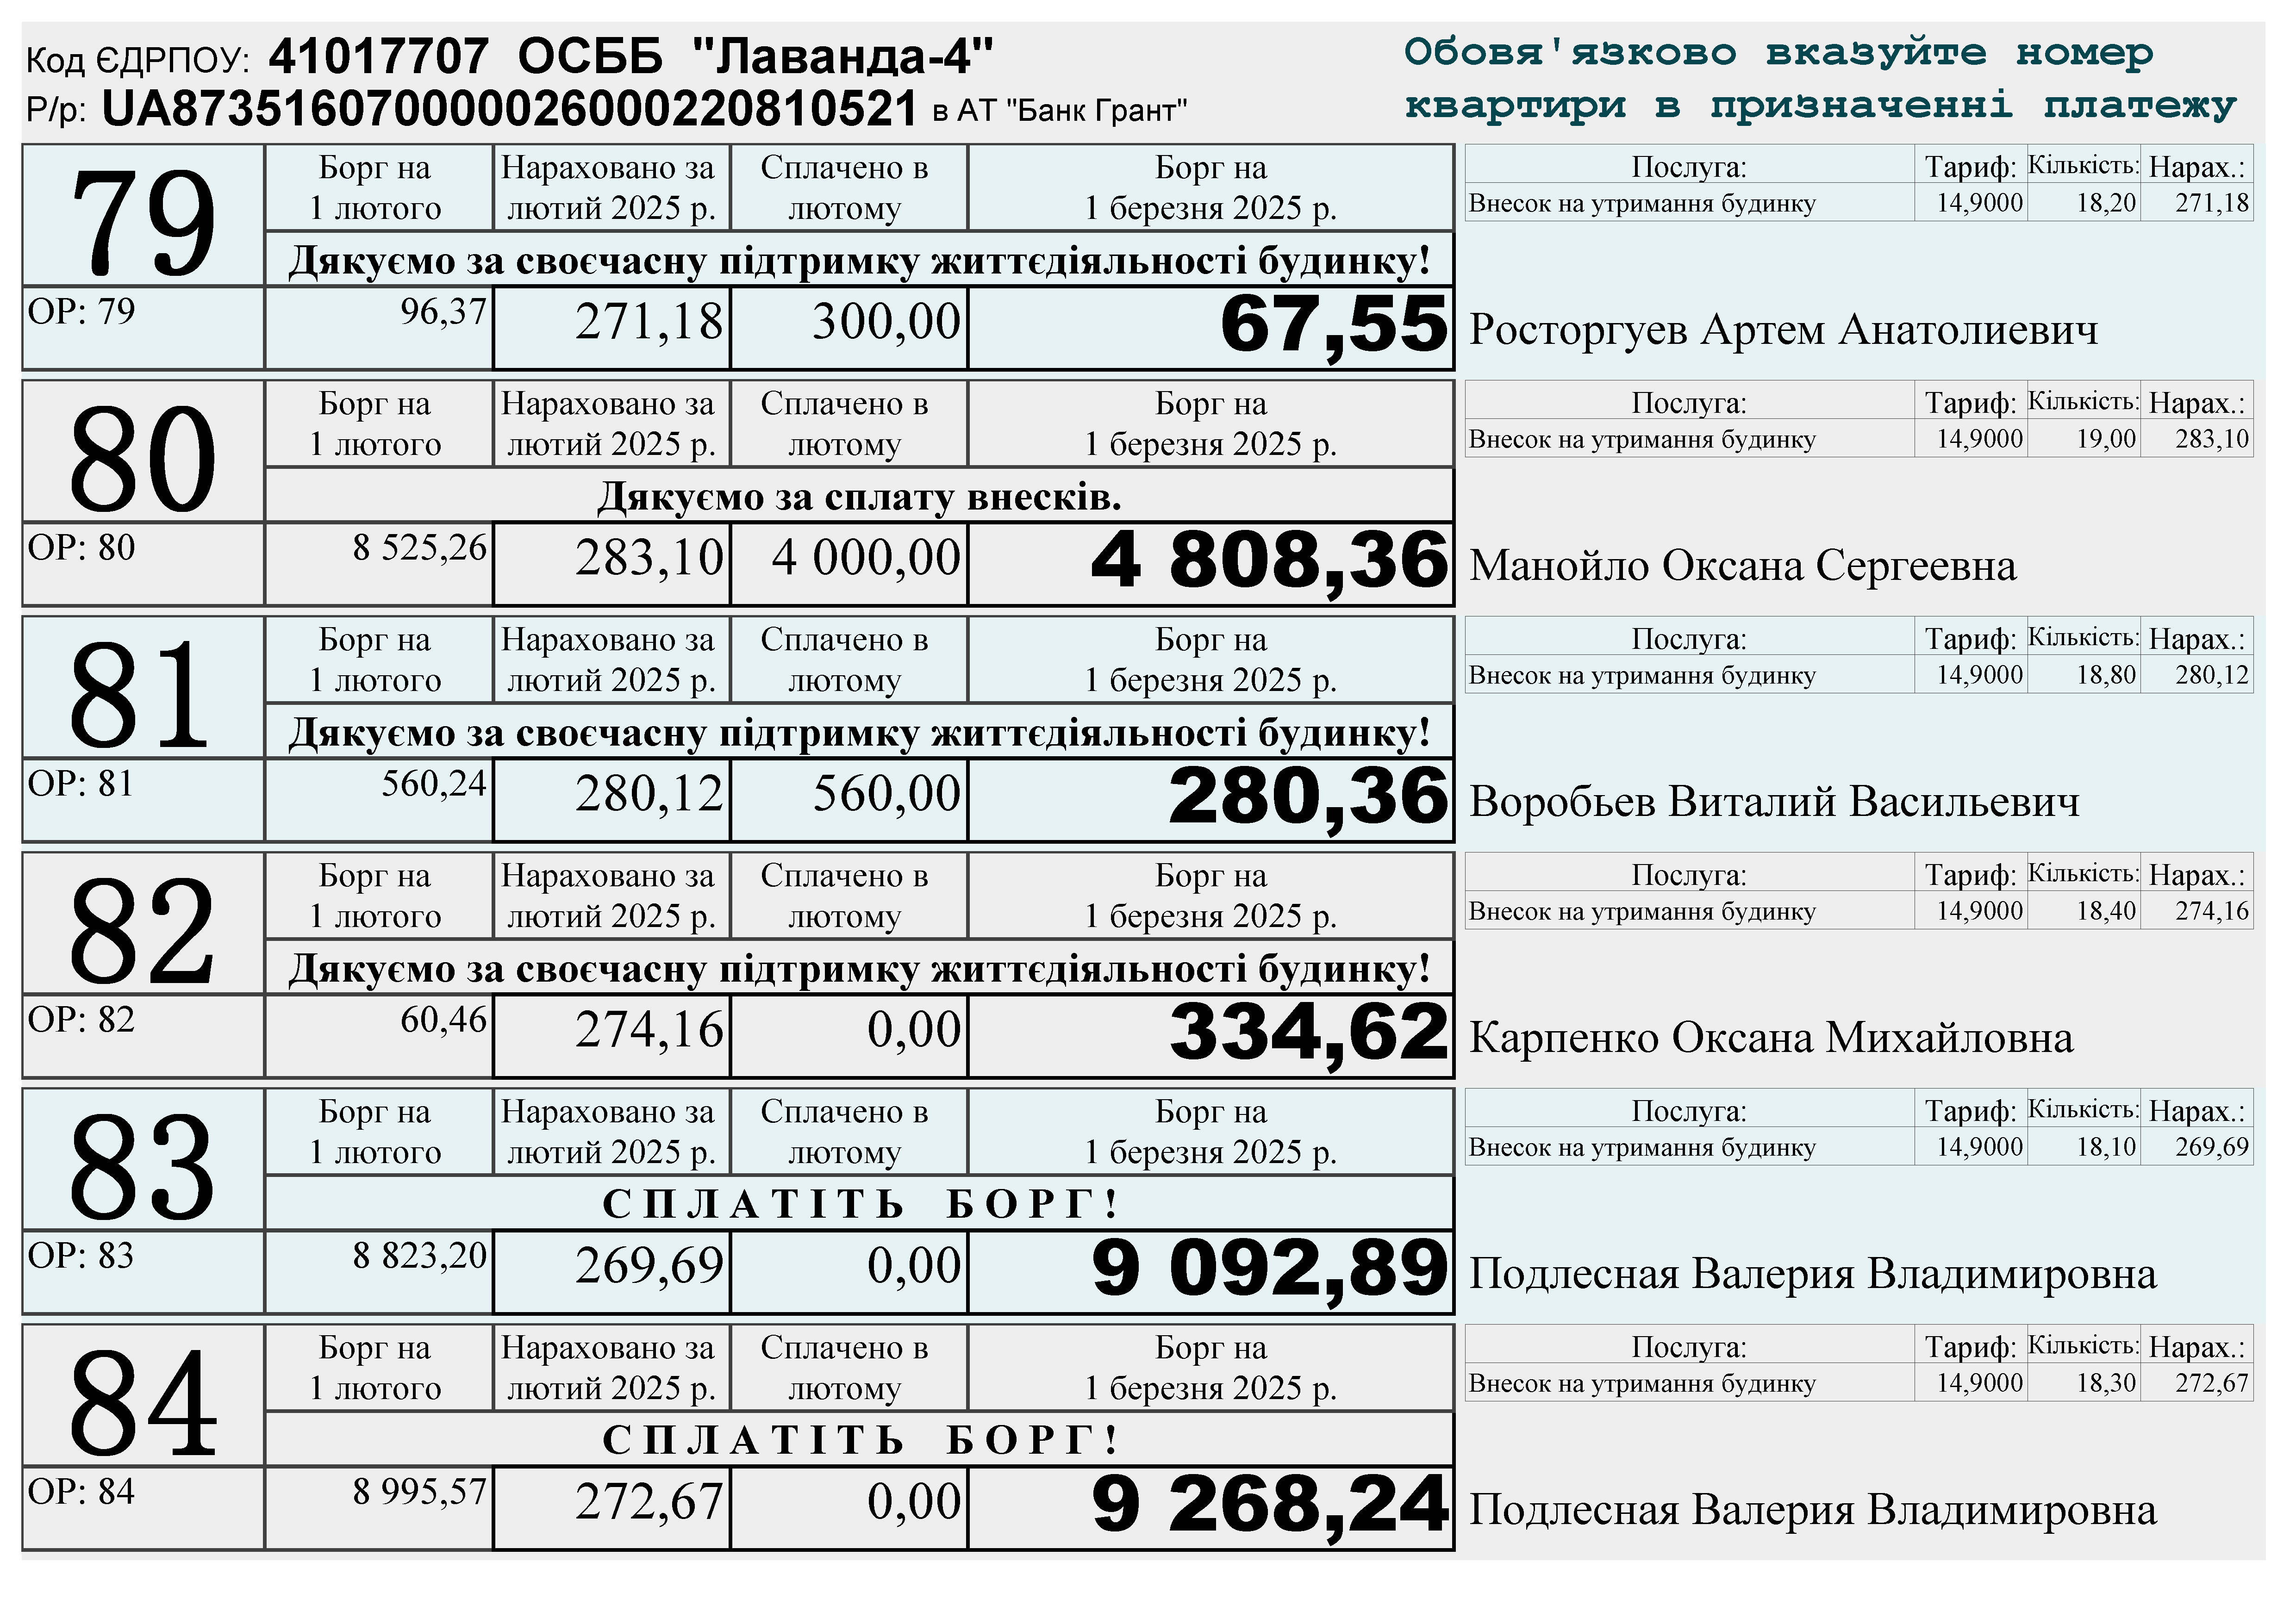 Код ЄДРПОУ: 41017707 ОСББ "Лаванда-4"
Р/р: UA873516070000026000220810521 в АТ "Банк Грант"
Обовя'язково вказуйте номер
квартири в призначенні платежу
79
Борг на
1 лютого
Нараховано за
лютий 2025 р.
Сплачено в
лютому
Борг на
1 березня 2025 р.
Дякуємо за своєчасну підтримку життєдіяльності будинку!
ОР: 79 96,37 271,18 300,00 67,55
Послуга: Тариф: Кількість: Нарах.:
Внесок на утримання будинку 14,9000 18,20 271,18
Росторгуев Артем Анатолиевич
80
Борг на
1 лютого
Нараховано за
лютий 2025 р.
Сплачено в
лютому
Борг на
1 березня 2025 р.
Дякуємо за сплату внесків.
ОР: 80 8 525,26 283,10 4 000,00 4 808,36
Послуга: Тариф: Кількість: Нарах.:
Внесок на утримання будинку 14,9000 19,00 283,10
Манойло Оксана Сергеевна
81
Борг на
1 лютого
Нараховано за
лютий 2025 р.
Сплачено в
лютому
Борг на
1 березня 2025 р.
Дякуємо за своєчасну підтримку життєдіяльності будинку!
ОР: 81 560,24 280,12 560,00 280,36
Послуга: Тариф: Кількість: Нарах.:
Внесок на утримання будинку 14,9000 18,80 280,12
Воробьев Виталий Васильевич
82
Борг на
1 лютого
Нараховано за
лютий 2025 р.
Сплачено в
лютому
Борг на
1 березня 2025 р.
Дякуємо за своєчасну підтримку життєдіяльності будинку!
ОР: 82 60,46 274,16 0,00 334,62
Послуга: Тариф: Кількість: Нарах.:
Внесок на утримання будинку 14,9000 18,40 274,16
Карпенко Оксана Михайловна
83
Борг на
1 лютого
Нараховано за
лютий 2025 р.
Сплачено в
лютому
Борг на
1 березня 2025 р.
С П Л А Т І Т Ь Б О Р Г !
ОР: 83 8 823,20 269,69 0,00 9 092,89
Послуга: Тариф: Кількість: Нарах.:
Внесок на утримання будинку 14,9000 18,10 269,69
Подлесная Валерия Владимировна
84
Борг на
1 лютого
Нараховано за
лютий 2025 р.
Сплачено в
лютому
Борг на
1 березня 2025 р.
С П Л А Т І Т Ь Б О Р Г !
ОР: 84 8 995,57 272,67 0,00 9 268,24
Послуга: Тариф: Кількість: Нарах.:
Внесок на утримання будинку 14,9000 18,30 272,67
Подлесная Валерия Владимировна